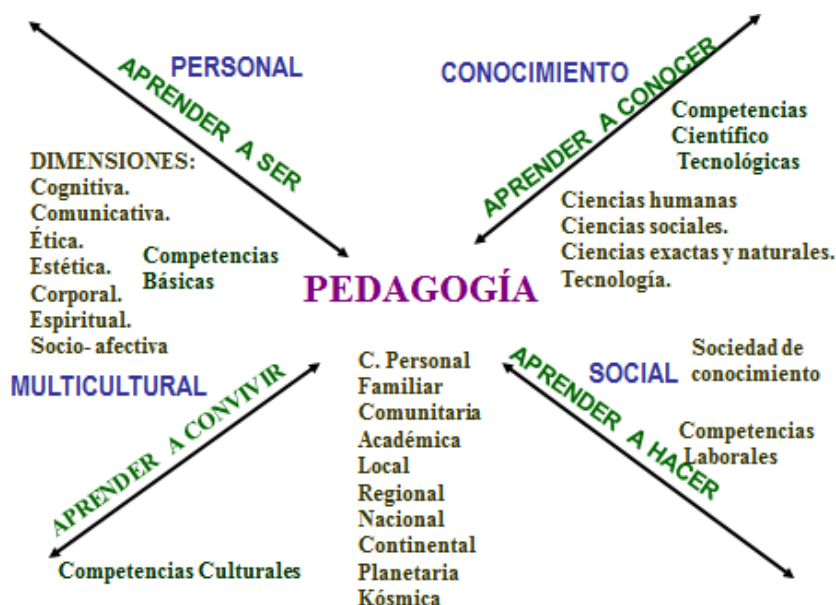 PERSONAL
APRENDER A SER
DIMENSIONES:
Cognitiva.
Comunicativa.
Ética.
Estética.
Corporal.
Espiritual.
Socio- afectiva
Competencias
Básicas
CONOCIMIENTO
APRENDER A CONOCER
Competencias
Científico
Tecnológicas
Ciencias humanas
Ciencias sociales.
Ciencias exactas y naturales.
Tecnología.
PEDAGOGÍA
MULTICULTURAL
APRENDER A CONVIVIR
Competencias Culturales
C. Personal
Familiar
Comunitaria
Académica
Local
Regional
Nacional
Continental
Planetaria
Kósmica
SOCIAL
APRENDER A HACER
Sociedad de
conocimiento
Competencias
Laborales